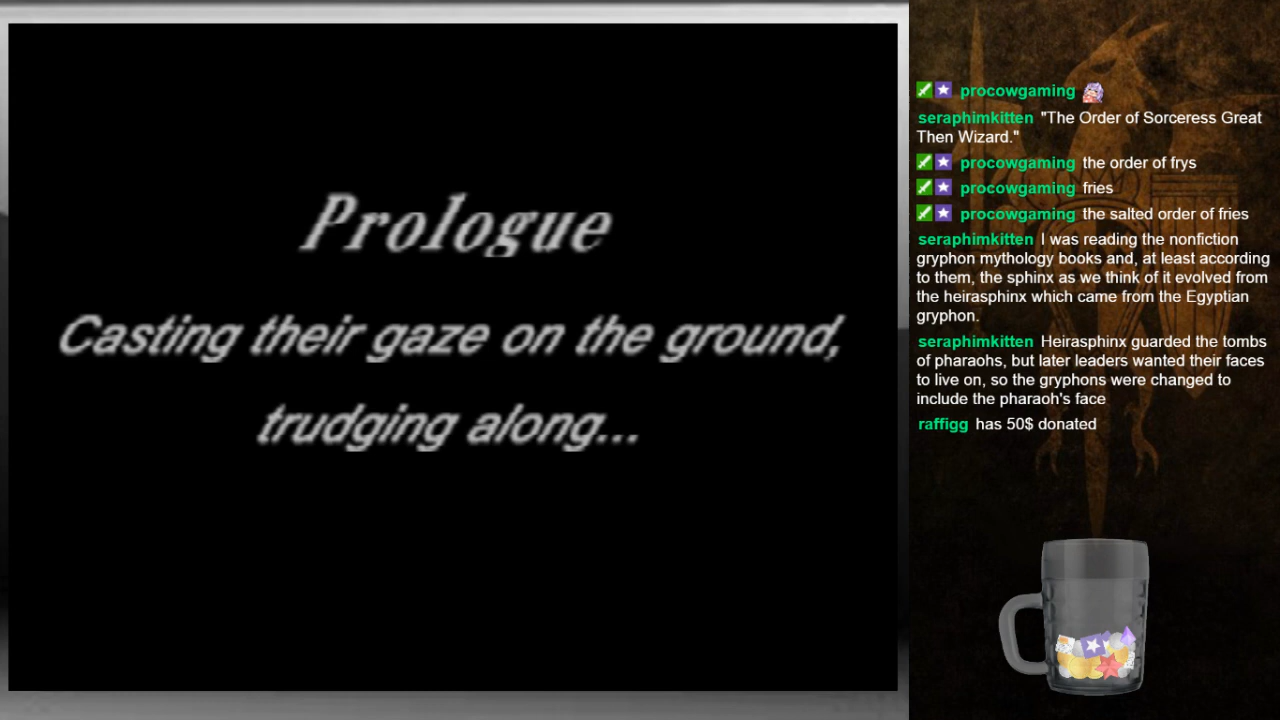 Prologue
Casting their gaze on the ground,
trudging along...
procowgaming
seraphimkitten "The Order of Sorceress Great
Then Wizard."
procowgaming the order of frys
procowgaming fries
procowgaming the salted order of fries
seraphimkitten I was reading the nonfiction
gryphon mythology books and, at least according
to them, the sphinx as we think of it evolved from
the heirasphinx which came from the Egyptian
gryphon.
seraphimkitten Heirasphinx guarded the tombs
of pharaohs, but later leaders wanted their faces
to live on, so the gryphons were changed to
include the pharaoh's face
raffigg has 50$ donated